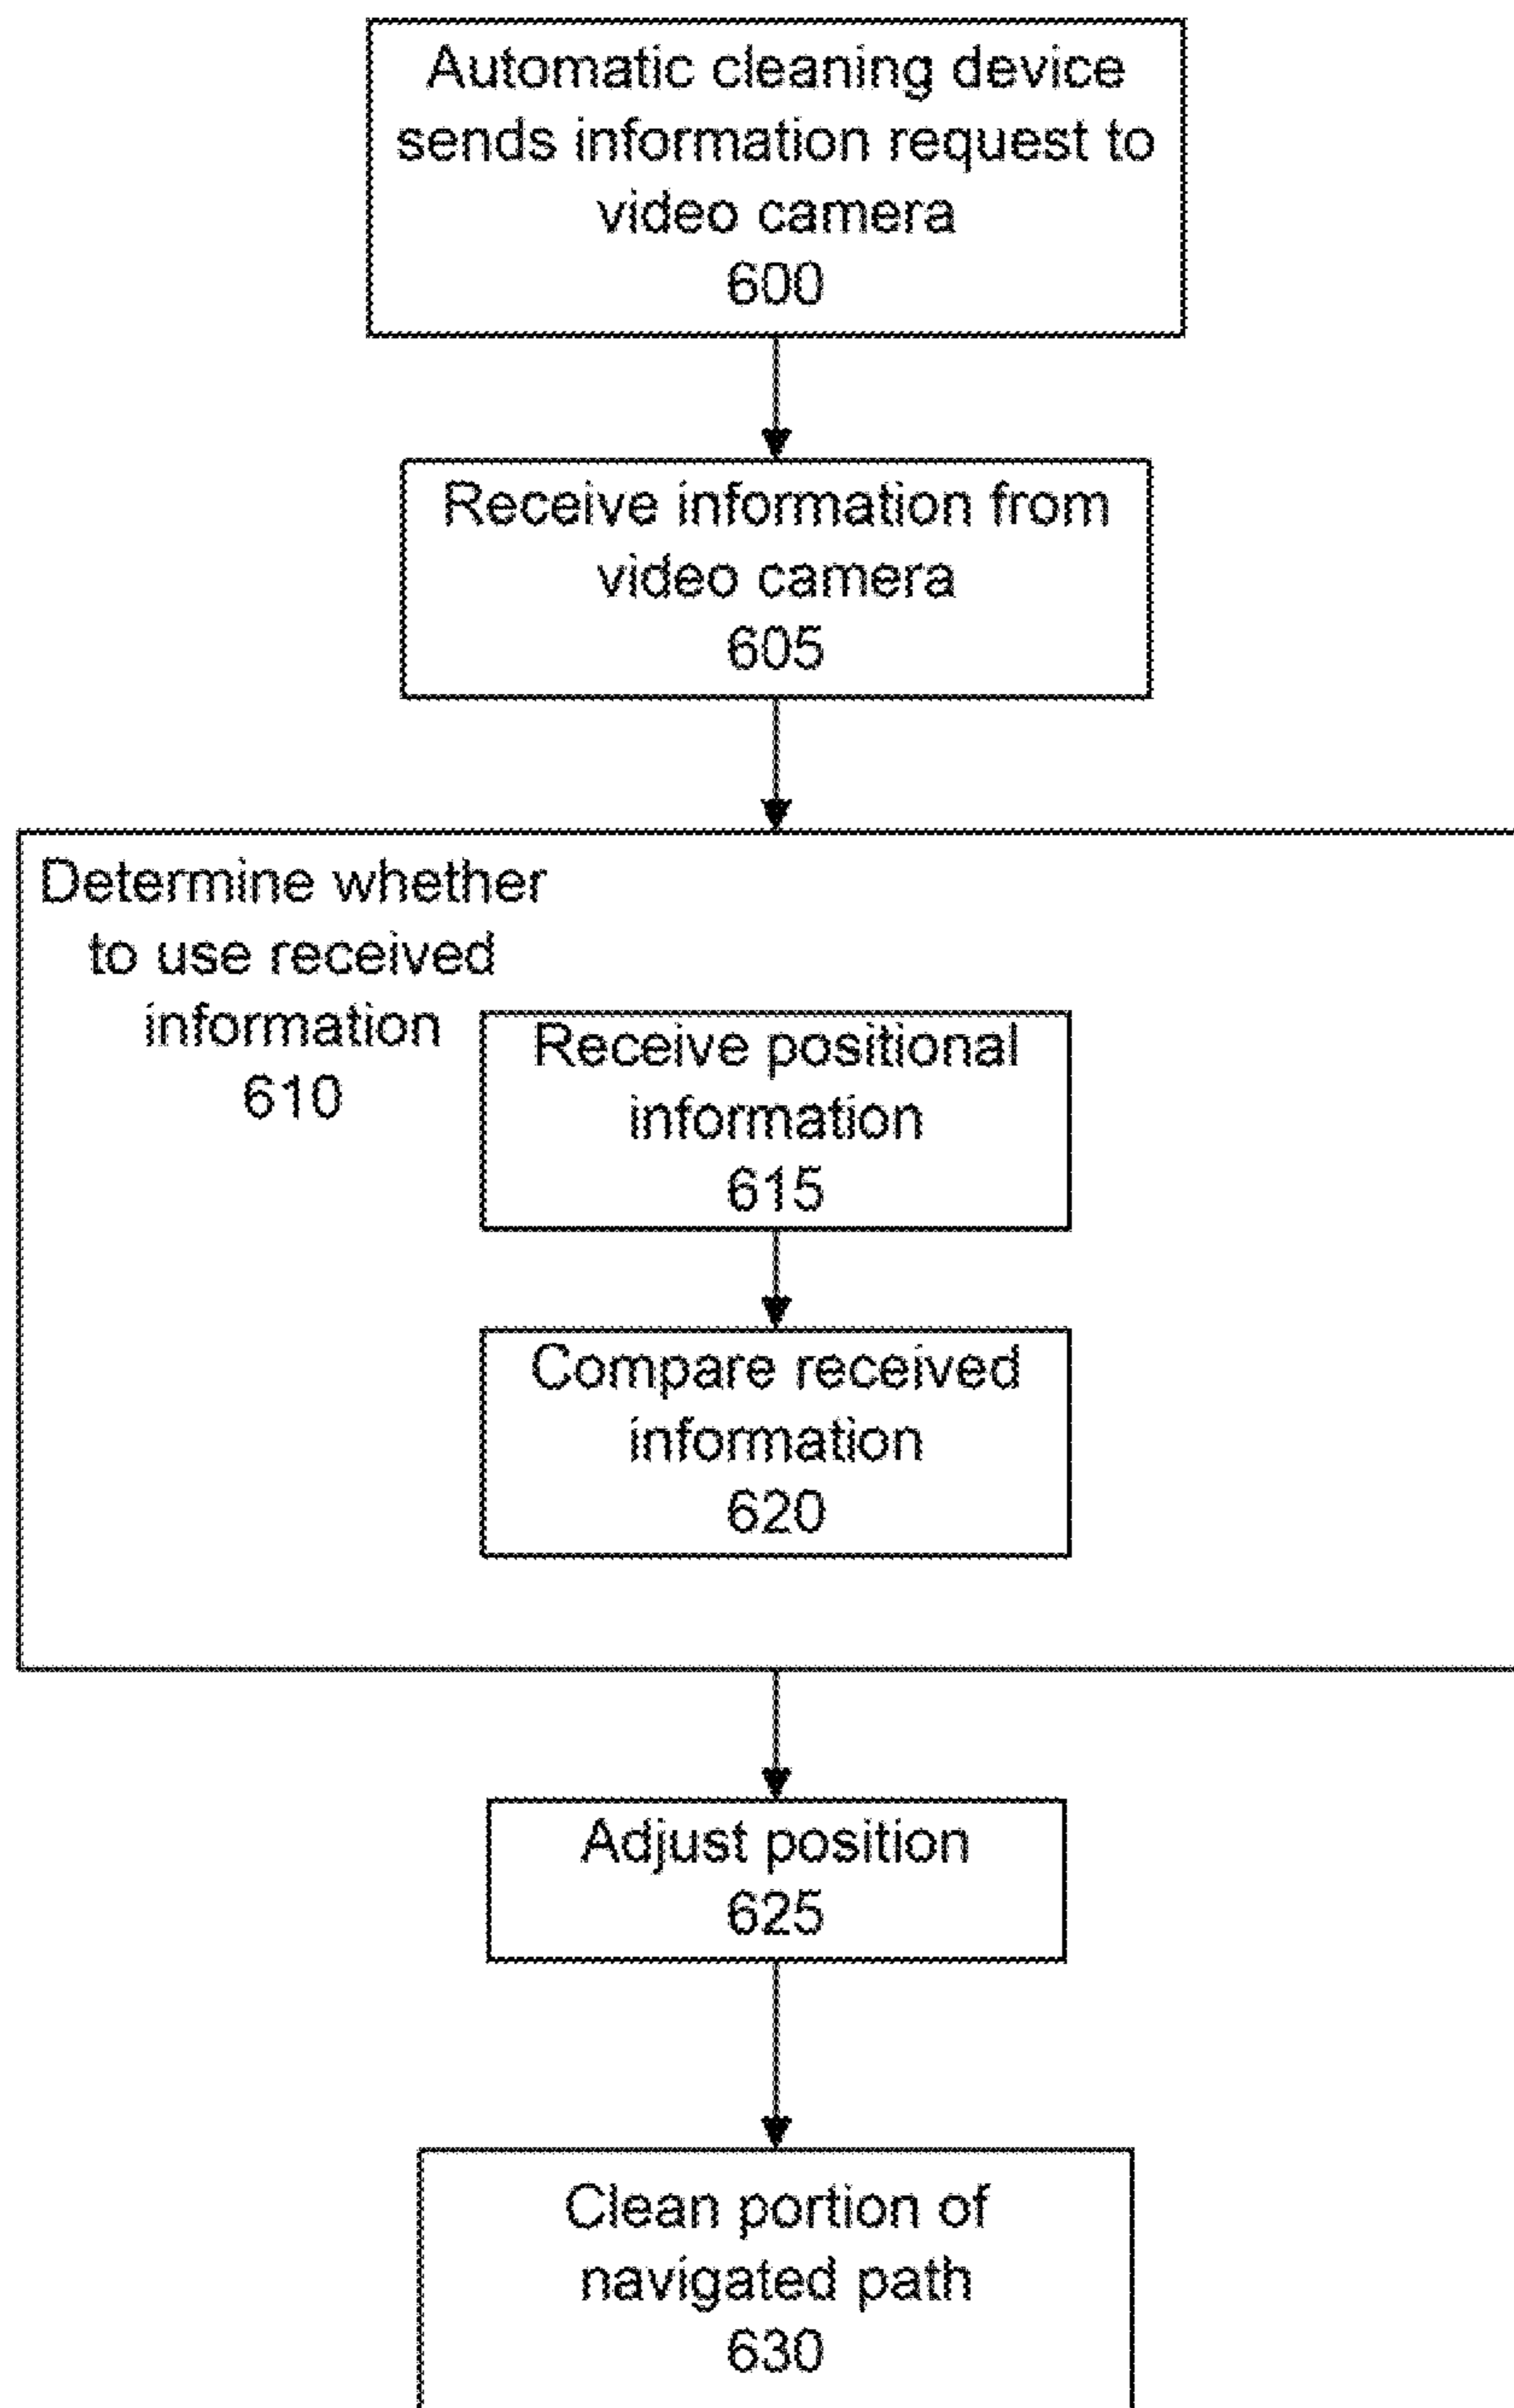 Automatic cleaning device
sends information request to
video camera
600
Receive information from
video camera
605
Determine whether
to use received
information
610
Receive positional
information
615
Compare received
information
620
Adjust position
625
Clean portion of
navigated path
630